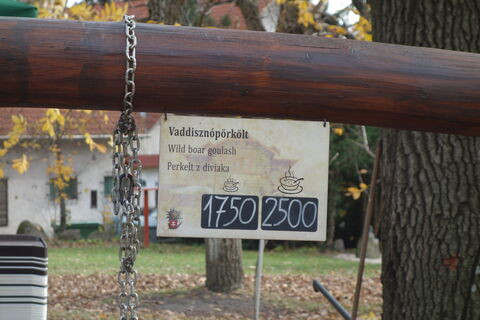 Vaddisznópörkölt
Wild boar goulash
Perkelt z diviaka
1750 2500